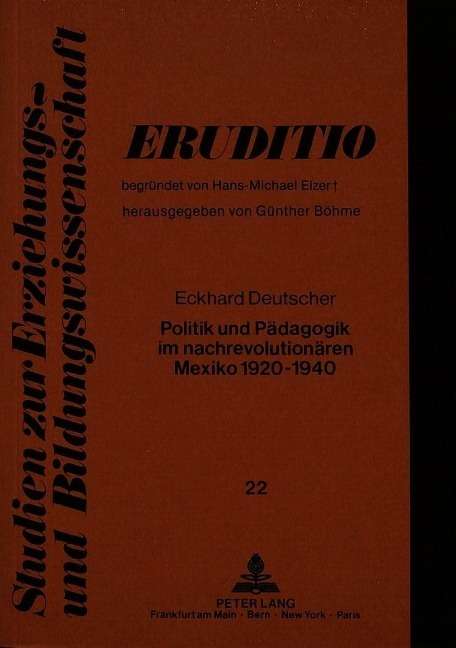 Studien zur Erziehungs-
und Bildungswissenschaft
ERUDITIO
begründet von Hans-Michael Elzer†
herausgegeben von Günther Böhme
Eckhard Deutscher
Politik und Pädagogik
im nachrevolutionären
Mexiko 1920-1940
22
PETER LANG
Frankfurt am Main · Bern · New York · Paris